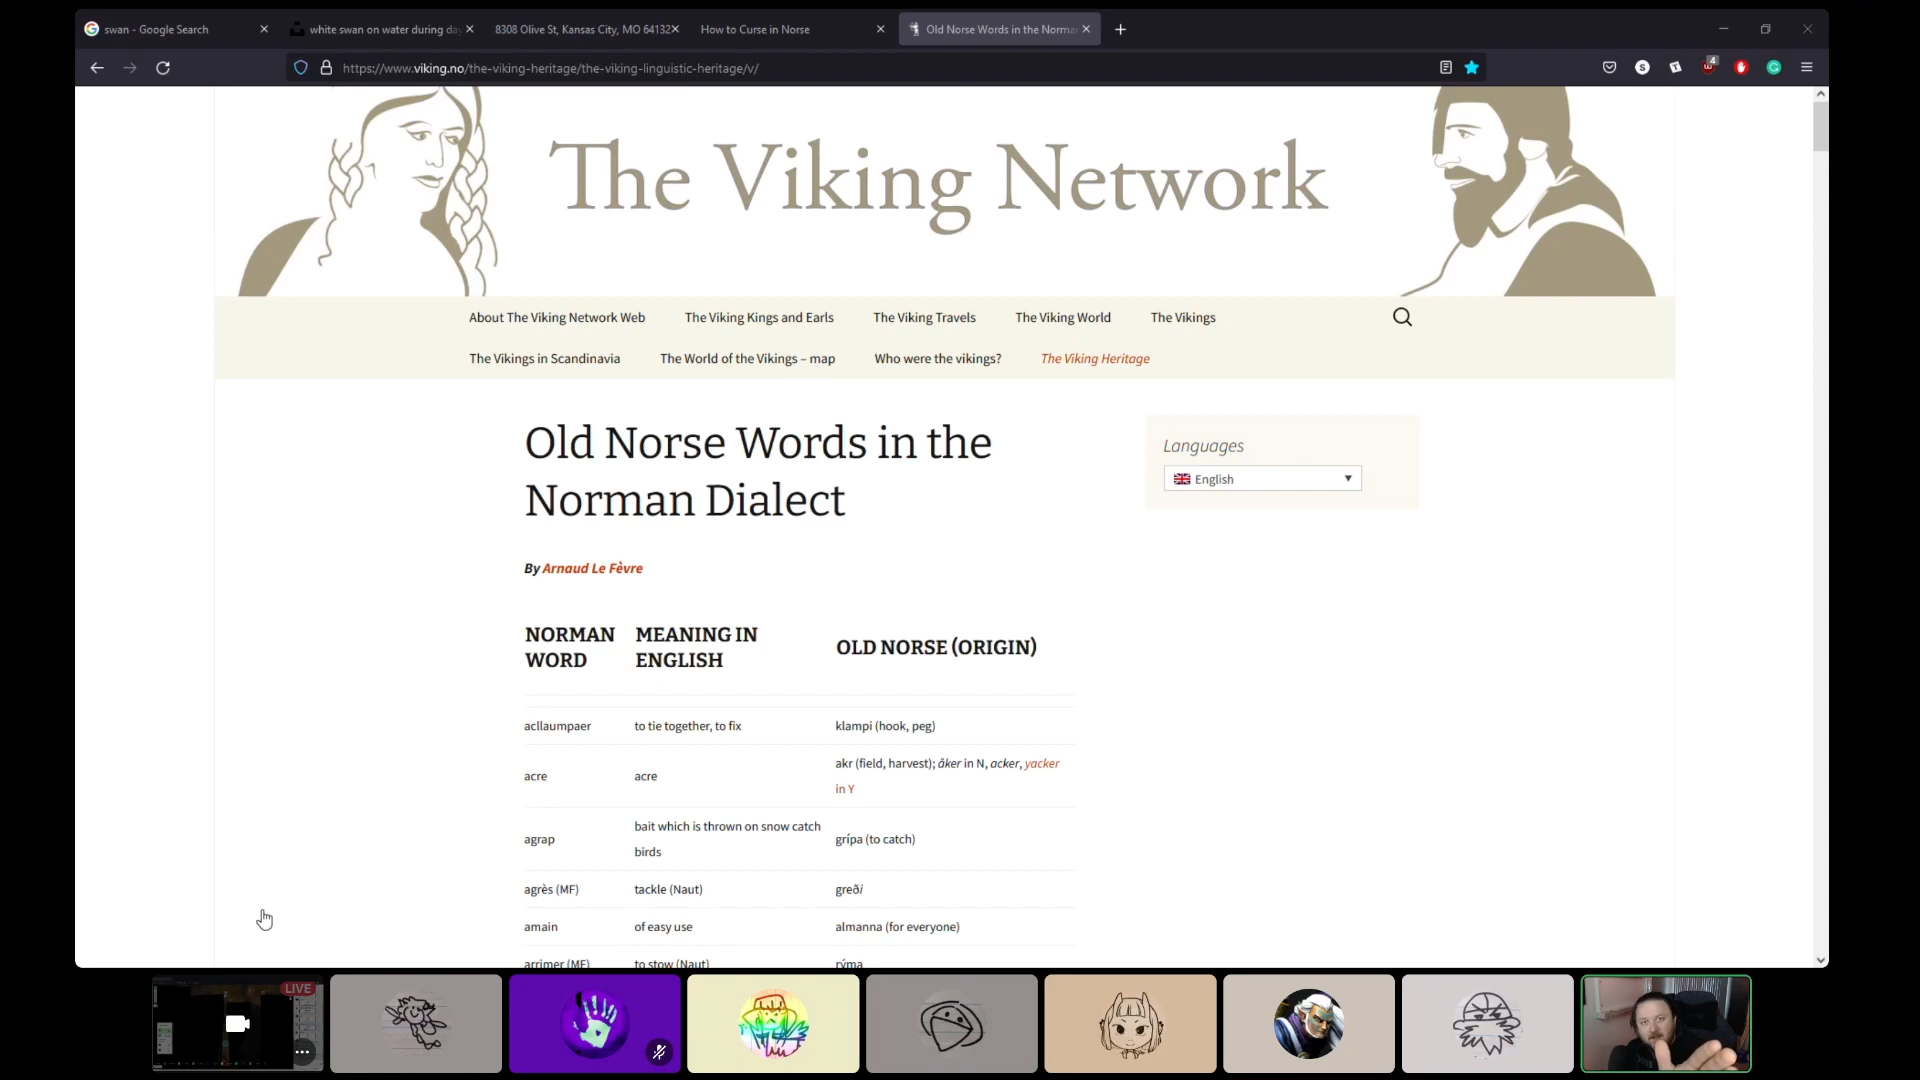 swan - Google Search
white swan on water during da
8308 Olive St, Kansas City, MO 64132
How to Curse in Norse
Old Norse Words in the Norma
https://www.viking.no/the-viking-heritage/the-viking-linguistic-heritage/v/
4
The Viking Network
About The Viking Network Web
The Viking Kings and Earls
The Viking Travels
The Viking World
The Vikings
The Vikings in Scandinavia
The World of the Vikings – map
Who were the vikings?
The Viking Heritage
Old Norse Words in the
Norman Dialect
Languages
English
By Arnaud Le Fèvre
NORMAN WORD
MEANING IN ENGLISH
OLD NORSE (ORIGIN)
acllaumpaer
to tie together, to fix
klampi (hook, peg)
acre
acre
akr (field, harvest); åker in N, acker, yacker
in Y
agrap
bait which is thrown on snow catch
birds
grípa (to catch)
agrès (MF)
tackle (Naut)
greði
amain
of easy use
almanna (for everyone)
arrimer (MF)
to stow (Naut)
rýma
LIVE